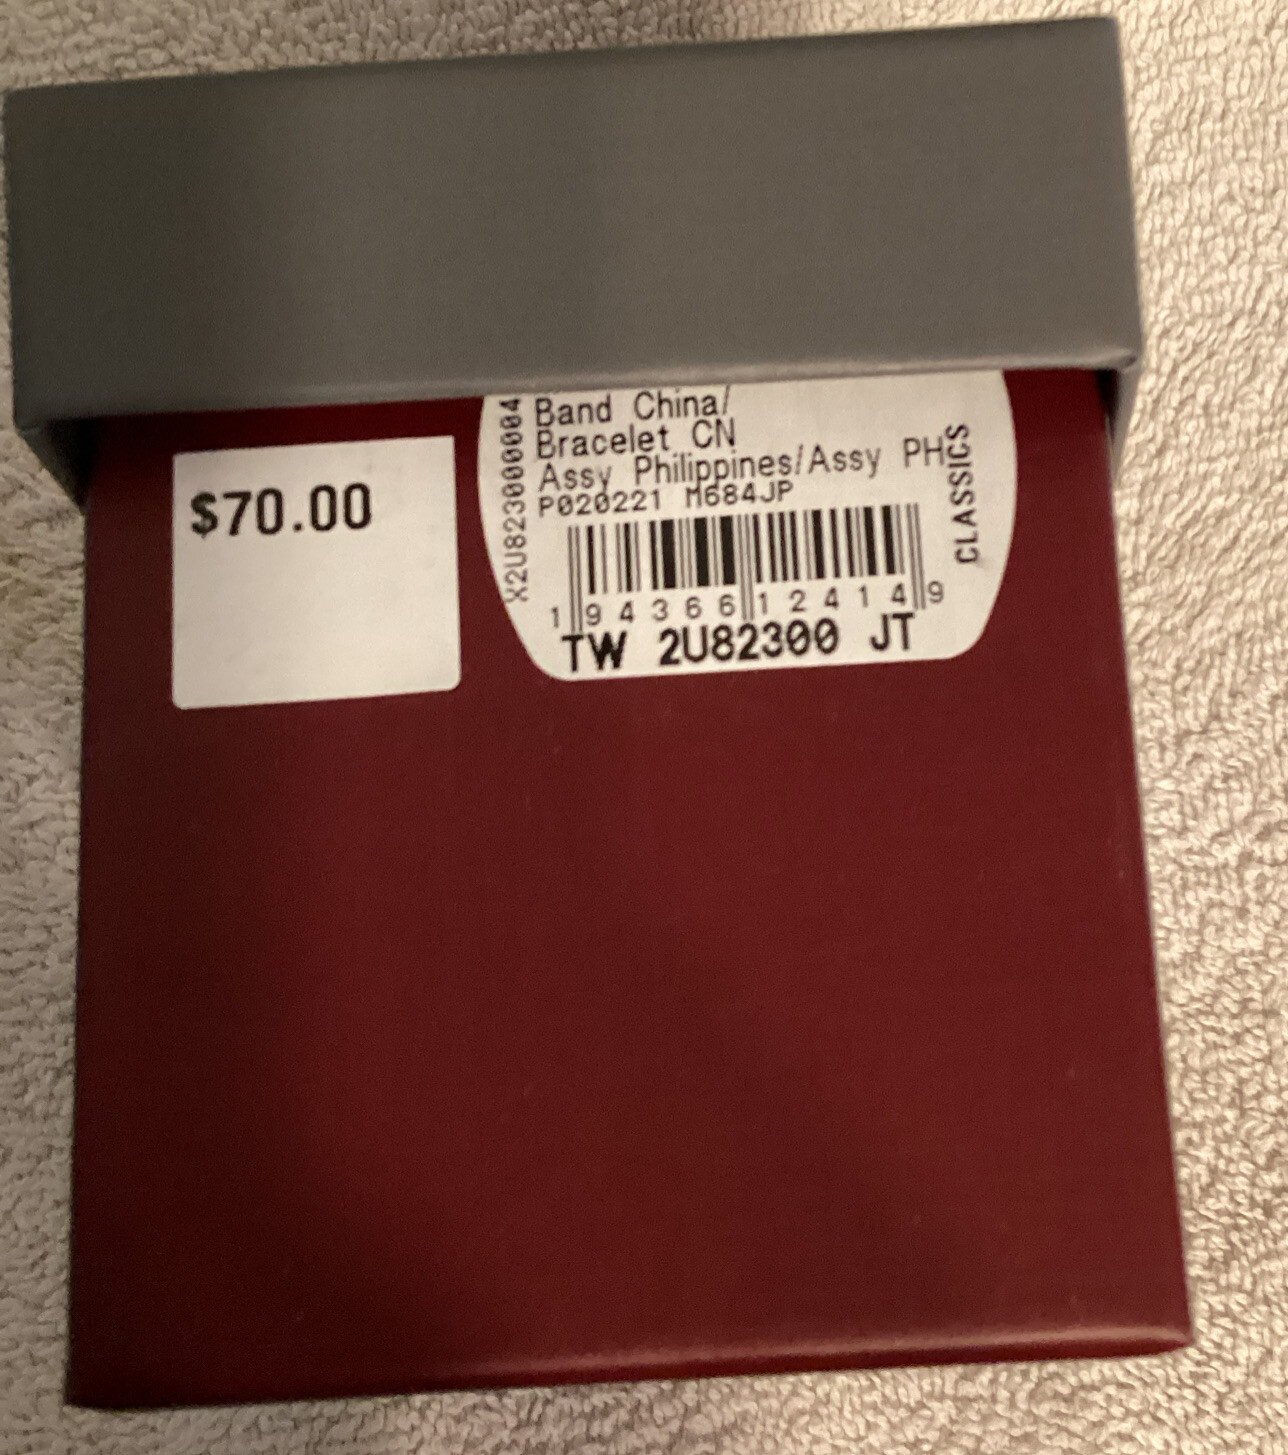 $70.00
X2U82300004
Band China/
Bracelet CN
Assy Philippines/Assy PH
P020221 M684JP
CLASSICS
1 94366 12414 9
TW 2U82300 JT